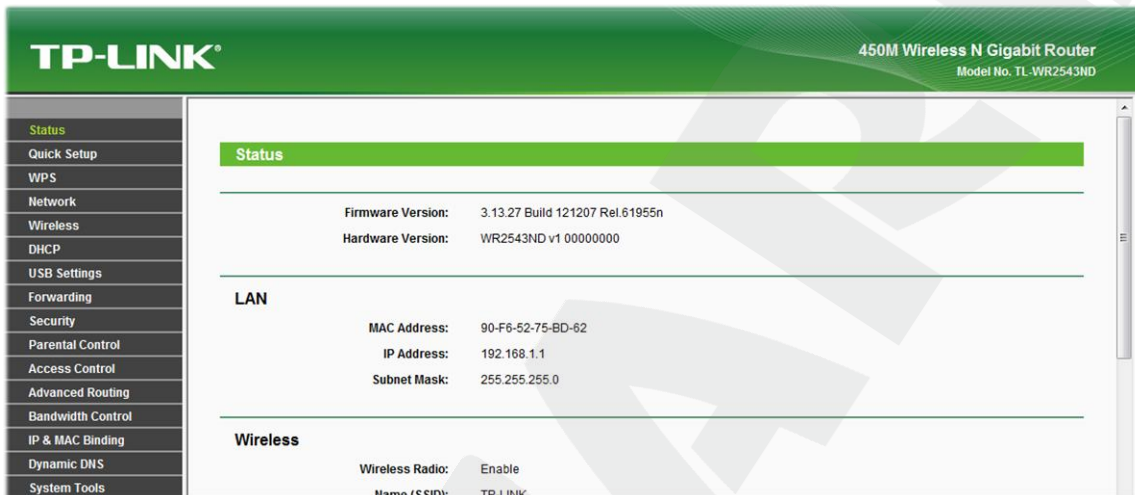 TP-LINK®
450M Wireless N Gigabit Router
Model No. TL-WR2543ND
Status
Quick Setup
WPS
Network
Wireless
DHCP
USB Settings
Forwarding
Security
Parental Control
Access Control
Advanced Routing
Bandwidth Control
IP & MAC Binding
Dynamic DNS
System Tools
Status
Firmware Version: 3.13.27 Build 121207 Rel.61955n
Hardware Version: WR2543ND v1 00000000
LAN
MAC Address: 90-F6-52-75-BD-62
IP Address: 192.168.1.1
Subnet Mask: 255.255.255.0
Wireless
Wireless Radio: Enable
Name (SSID): TP-LINK